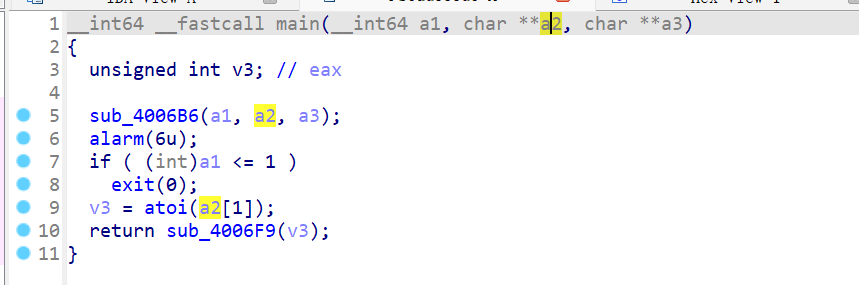 1 __int64 __fastcall main(__int64 a1, char **a2, char **a3)
2 {
3 unsigned int v3; // eax
4
5 sub_4006B6(a1, a2, a3);
6 alarm(6u);
7 if ( (int)a1 <= 1 )
8 exit(0);
9 v3 = atoi(a2[1]);
10 return sub_4006F9(v3);
11 }